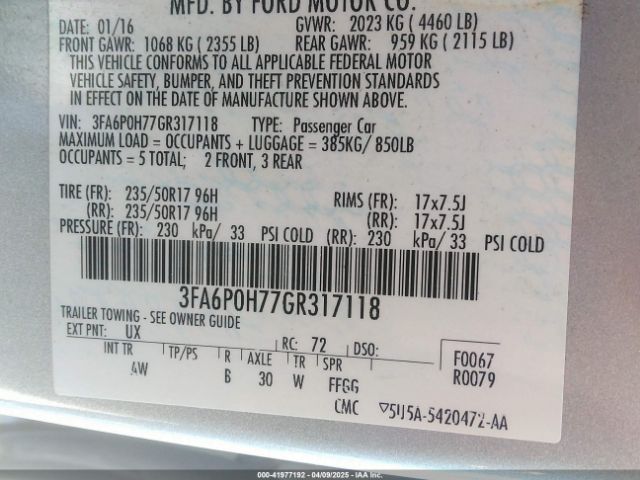 MFD. BY FORD MOTOR CO.
DATE: 01/16 GVWR: 2023 KG ( 4460 LB)
FRONT GAWR: 1068 KG ( 2355 LB) REAR GAWR: 959 KG ( 2115 LB)
THIS VEHICLE CONFORMS TO ALL APPLICABLE FEDERAL MOTOR
VEHICLE SAFETY, BUMPER, AND THEFT PREVENTION STANDARDS
IN EFFECT ON THE DATE OF MANUFACTURE SHOWN ABOVE.
VIN: 3FA6P0H77GR317118 TYPE: Passenger Car
MAXIMUM LOAD = OCCUPANTS + LUGGAGE = 385KG/ 850LB
OCCUPANTS = 5 TOTAL; 2 FRONT, 3 REAR
TIRE (FR): 235/50R17 96H RIMS (FR): 17x7.5J
(RR): 235/50R17 96H (RR): 17x7.5J
PRESSURE (FR): 230 kPa/ 33 PSI COLD (RR): 230 kPa/ 33 PSI COLD
3FA6P0H77GR317118
TRAILER TOWING - SEE OWNER GUIDE
EXT PNT: UX RC: 72 DSO: F0067
INT TR TP/PS R AXLE TR SPR R0079
4W B 30 W FFGG
CMC ▽5U5A-5420472-AA
000-41977192 - 04/09/2025 - IAA Inc.